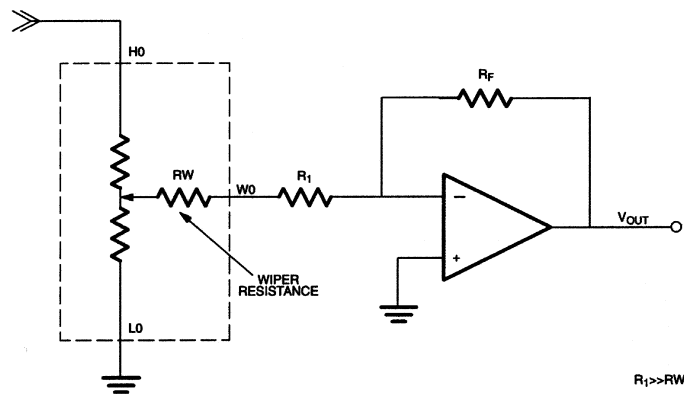 H0
RF
RW
W0
R1
−
VOUT
WIPER
RESISTANCE
+
L0
R1>>RW